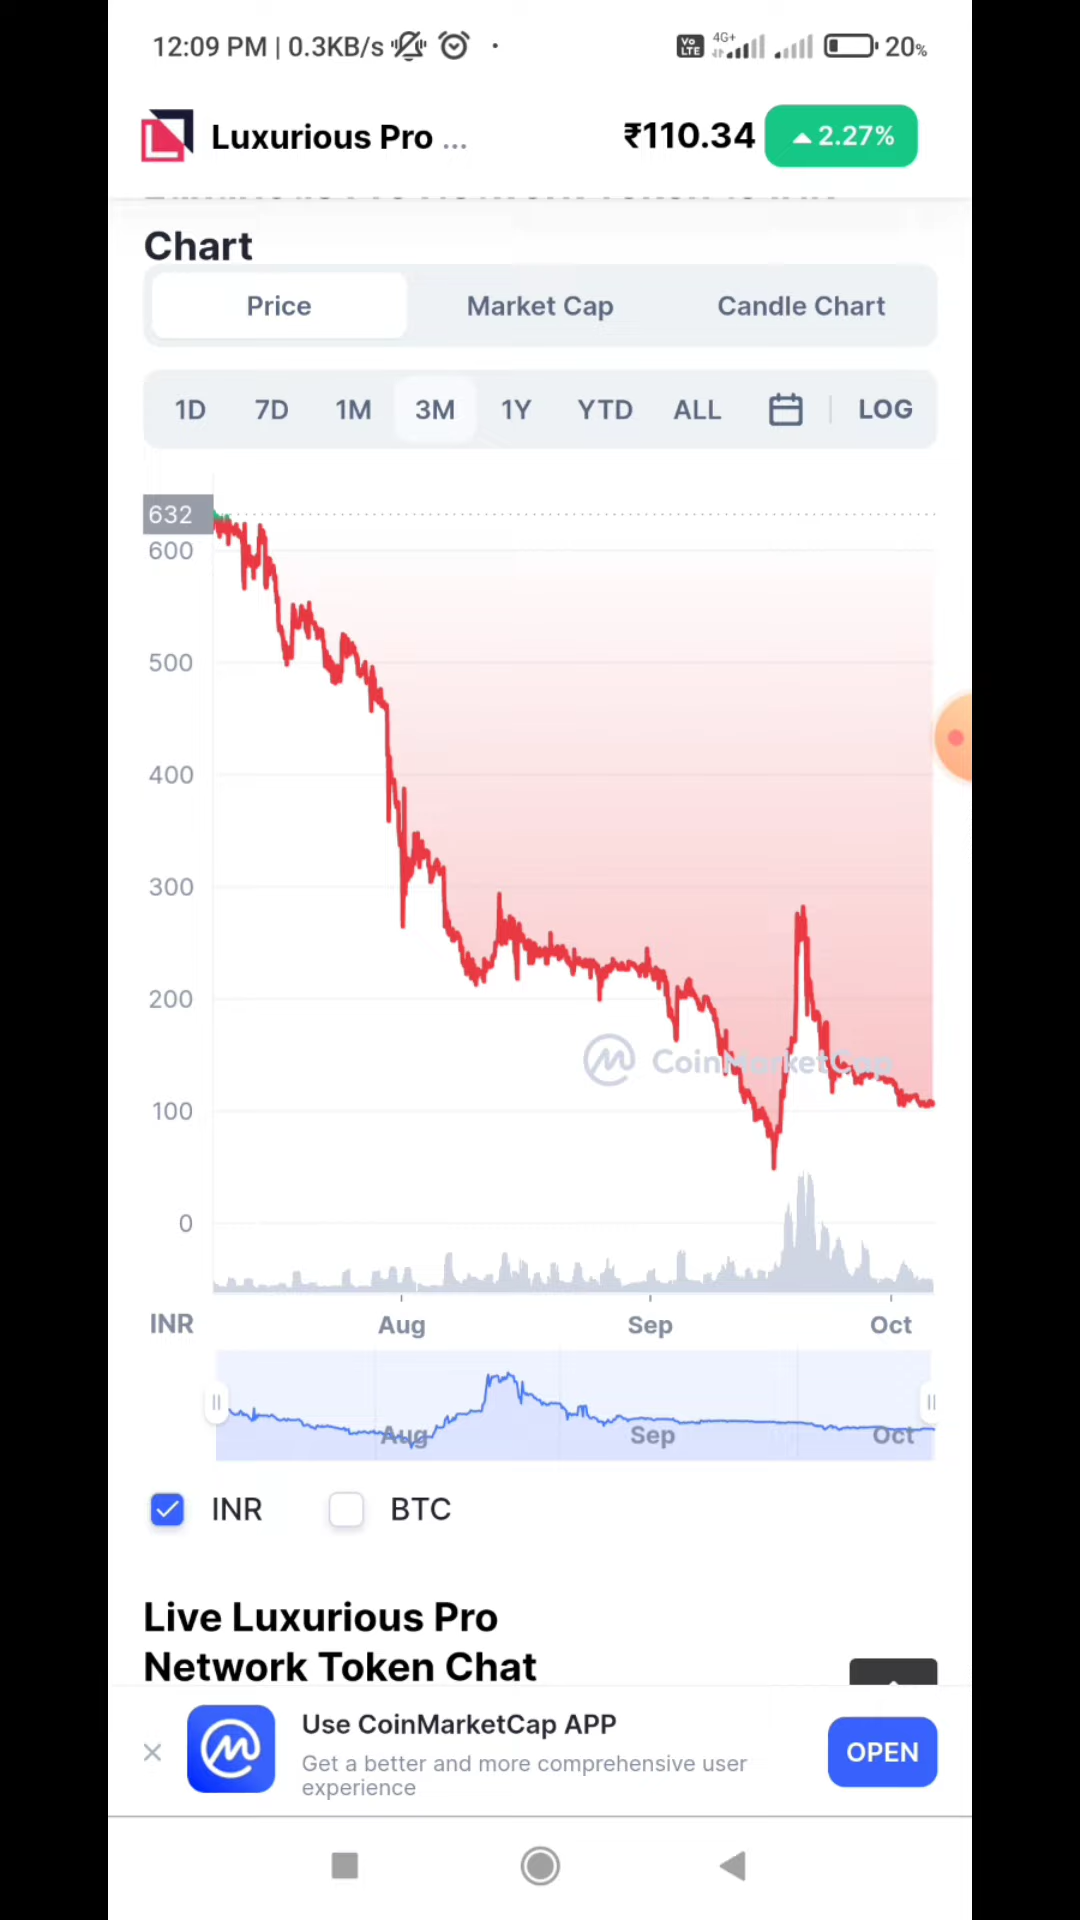 12:09 PM | 0.3KB/s
Vo LTE 4G+ 20%
Luxurious Pro ... ₹110.34 2.27%
Chart
Price Market Cap Candle Chart
1D 7D 1M 3M 1Y YTD ALL LOG
632
600
500
400
300
200
CoinMarketCap
100
0
INR Aug Sep Oct
Aug Sep Oct
INR BTC
Live Luxurious Pro
Network Token Chat
Use CoinMarketCap APP
Get a better and more comprehensive user
experience
OPEN